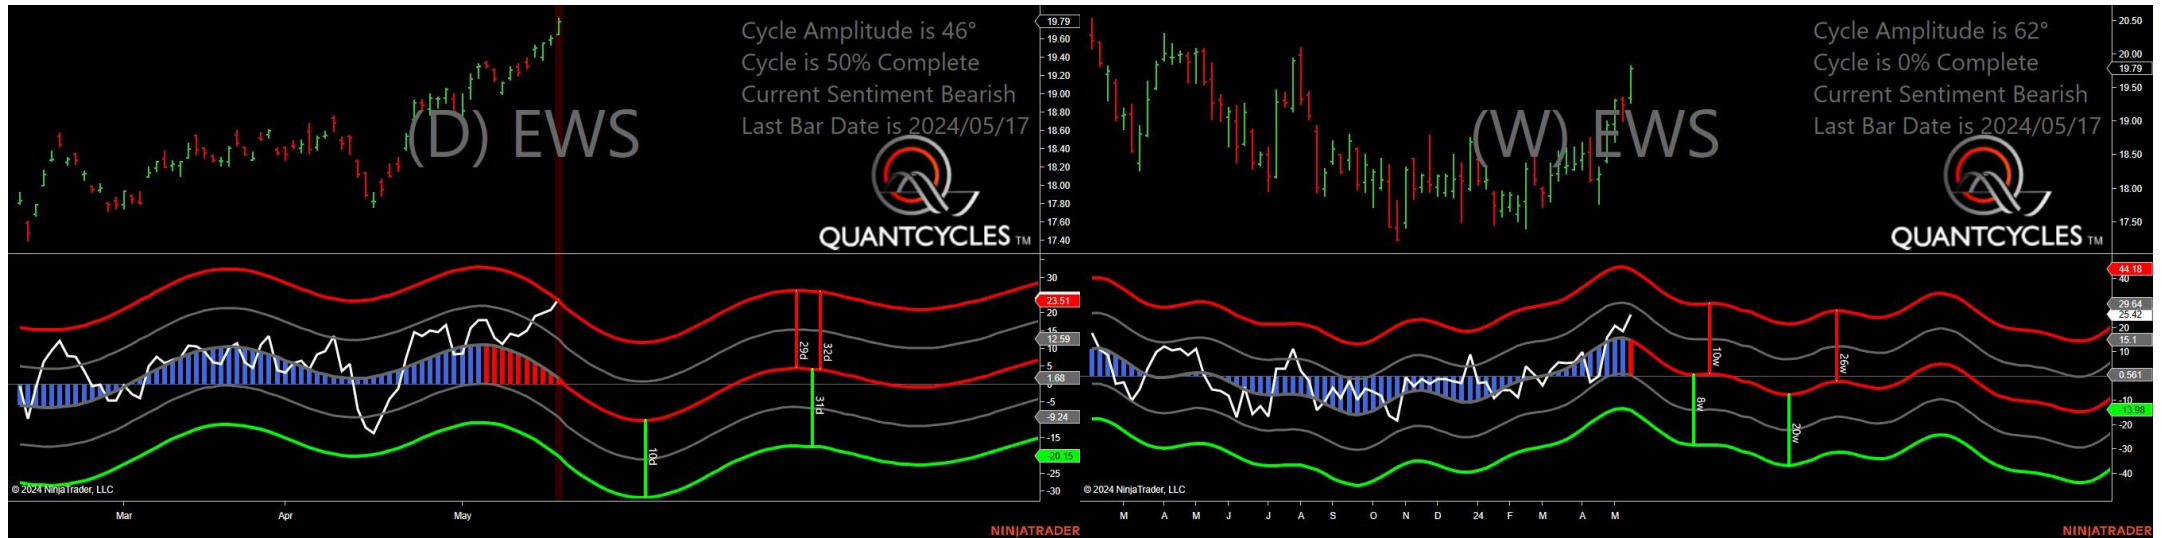 Cycle Amplitude is 46°
Cycle is 50% Complete
Current Sentiment Bearish
Last Bar Date is 2024/05/17
(D) EWS
QUANTCYCLES TM
19.79
19.60
19.40
19.20
19.00
18.80
18.60
18.40
18.20
18.00
17.80
17.60
17.40
30
23.51
20
15
12.59
10
5
1.68
0
-5
-9.24
-15
-20.15
-25
-30
29d
32d
31d
10d
© 2024 NinjaTrader, LLC
Mar Apr May
NINJATRADER
Cycle Amplitude is 62°
Cycle is 0% Complete
Current Sentiment Bearish
Last Bar Date is 2024/05/17
(W) EWS
QUANTCYCLES TM
20.50
20.00
19.79
19.50
19.00
18.50
18.00
17.50
44.18
40
29.64
25.42
20
15.1
10
0.561
-10
-13.98
-20
-30
-40
10w
26w
8w
20w
© 2024 NinjaTrader, LLC
M A M J J A S O N D 24 F M A M
NINJATRADER